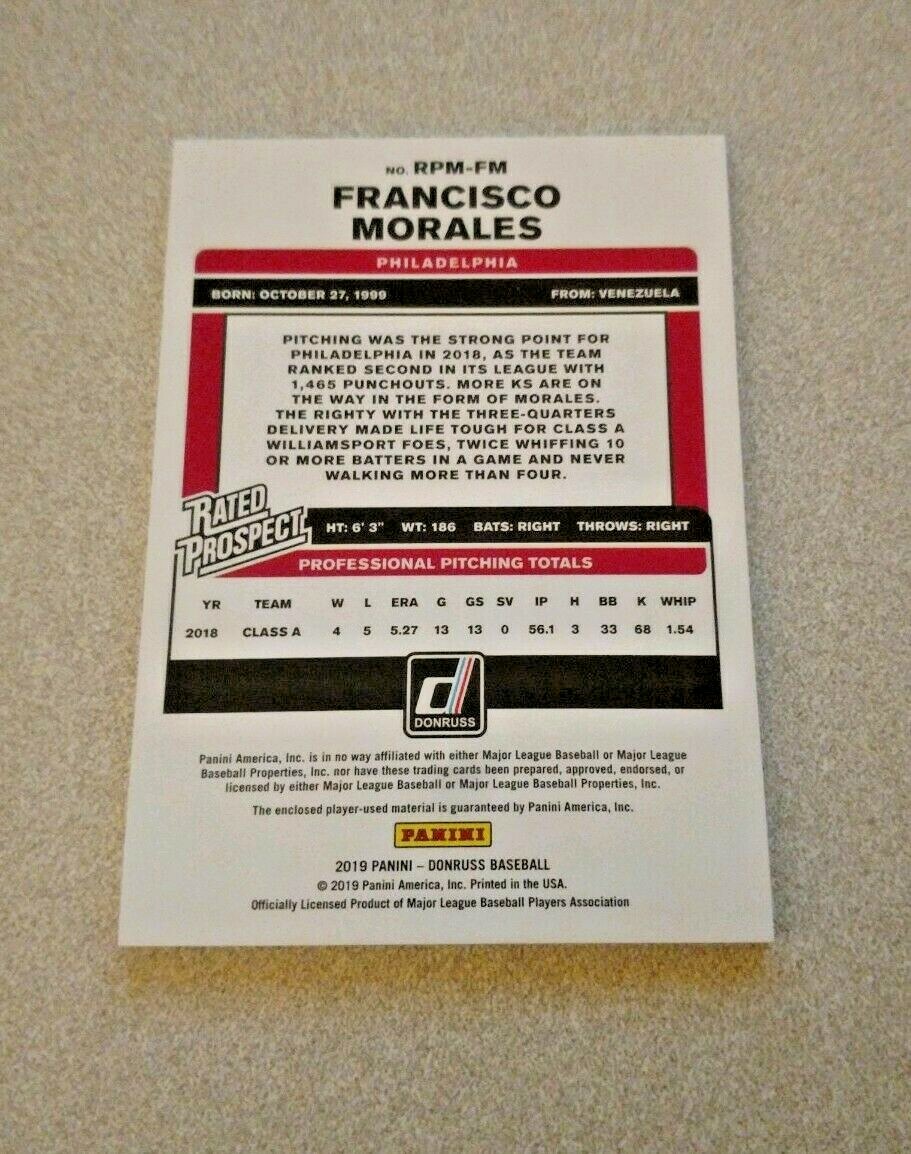 NO. RPM-FM
FRANCISCO
MORALES
PHILADELPHIA
BORN: OCTOBER 27, 1999 FROM: VENEZUELA
PITCHING WAS THE STRONG POINT FOR
PHILADELPHIA IN 2018, AS THE TEAM
RANKED SECOND IN ITS LEAGUE WITH
1,465 PUNCHOUTS. MORE KS ARE ON
THE WAY IN THE FORM OF MORALES.
THE RIGHTY WITH THE THREE-QUARTERS
DELIVERY MADE LIFE TOUGH FOR CLASS A
WILLIAMSPORT FOES, TWICE WHIFFING 10
OR MORE BATTERS IN A GAME AND NEVER
WALKING MORE THAN FOUR.
RATED
PROSPECT
HT: 6' 3" WT: 186 BATS: RIGHT THROWS: RIGHT
PROFESSIONAL PITCHING TOTALS
YR TEAM W L ERA G GS SV IP H BB K WHIP
2018 CLASS A 4 5 5.27 13 13 0 56.1 3 33 68 1.54
d
DONRUSS
Panini America, Inc. is in no way affiliated with either Major League Baseball or Major League
Baseball Properties, Inc. nor have these trading cards been prepared, approved, endorsed, or
licensed by either Major League Baseball or Major League Baseball Properties, Inc.
The enclosed player-used material is guaranteed by Panini America, Inc.
PANINI
2019 PANINI – DONRUSS BASEBALL
© 2019 Panini America, Inc. Printed in the USA.
Officially Licensed Product of Major League Baseball Players Association